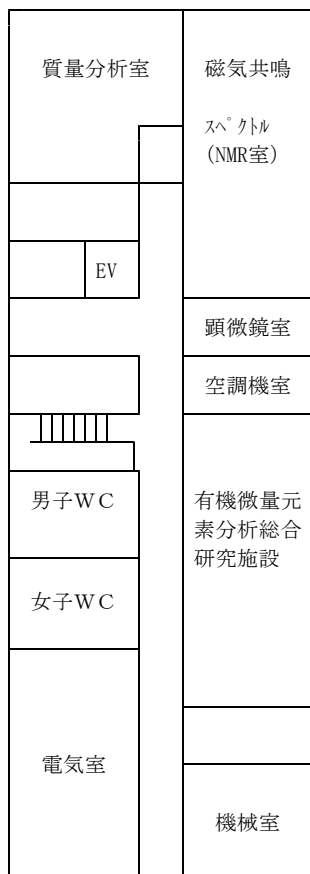 質量分析室
磁気共鳴
ｽﾍﾟｸﾄﾙ
(NMR室)
EV
顕微鏡室
空調機室
男子ＷＣ
有機微量元
素分析総合
研究施設
女子ＷＣ
電気室
機械室